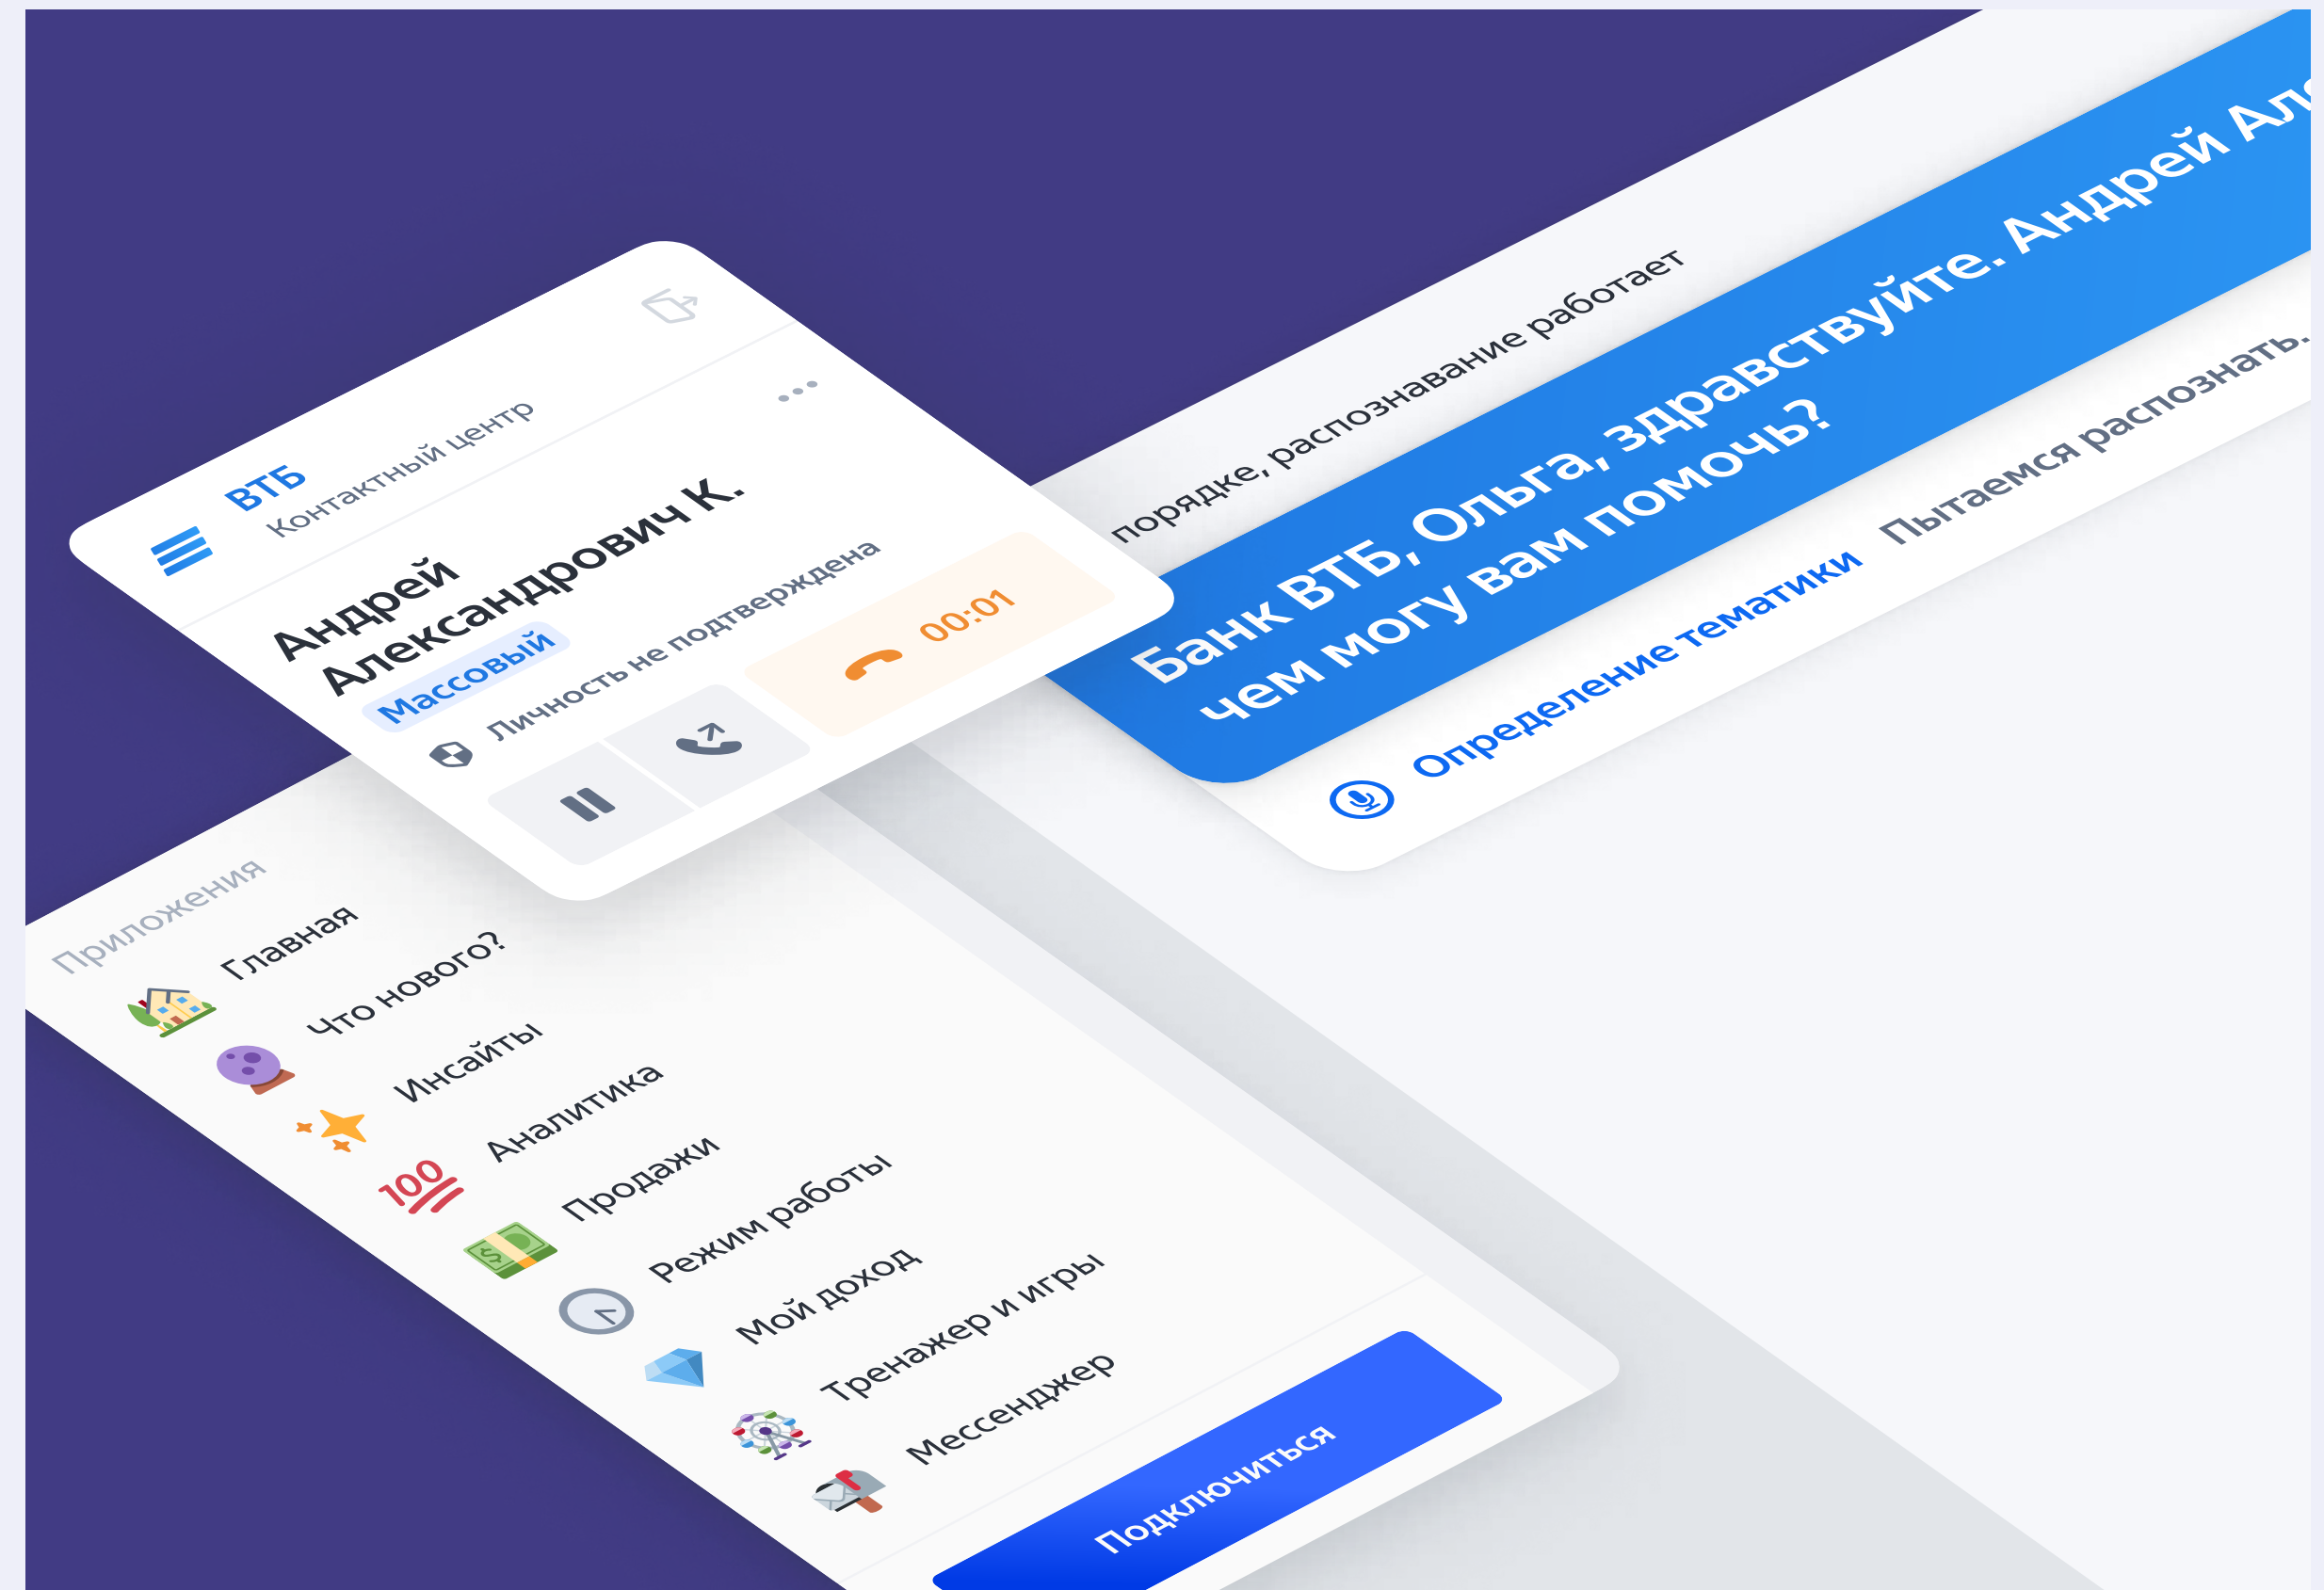 ВТБ
Контактный центр
Андрей
Александрович К.
Массовый
Личность не подтверждена
00:01
порядке, распознавание работает
Банк ВТБ, Ольга, здравствуйте. Андрей
чем могу вам помочь?
Определение тематики Пытаемся распознать.
Приложения
Главная
Что нового?
Инсайты
100 Аналитика
Продажи
Режим работы
Мой доход
Тренажер и игры
Мессенджер
Подключиться